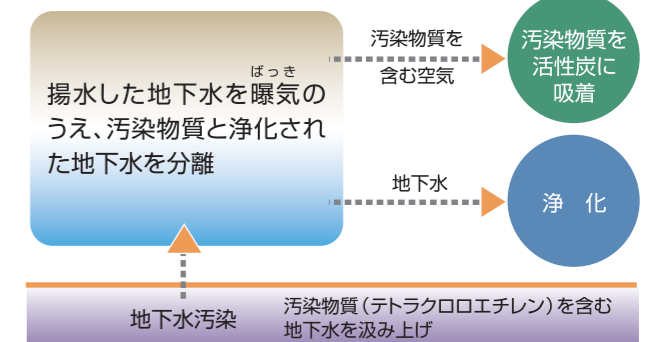 ばっき
揚水した地下水を曝気の
うえ、汚染物質と浄化され
た地下水を分離
汚染物質を
含む空気
汚染物質を
活性炭に
吸着
地下水
浄 化
地下水汚染
汚染物質(テトラクロロエチレン)を含む
地下水を汲み上げ